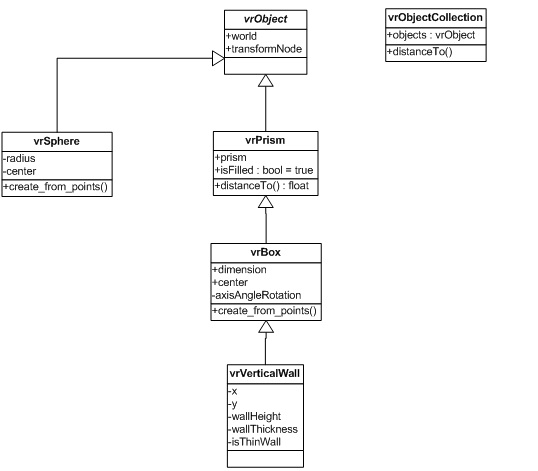 vrObject
+world
+transformNode
vrObjectCollection
+objects : vrObject
+distanceTo()
vrSphere
-radius
-center
+create_from_points()
vrPrism
+prism
+isFilled : bool = true
+distanceTo() : float
vrBox
+dimension
+center
-axisAngleRotation
+create_from_points()
vrVerticalWall
-x
-y
-wallHeight
-wallThickness
-isThinWall